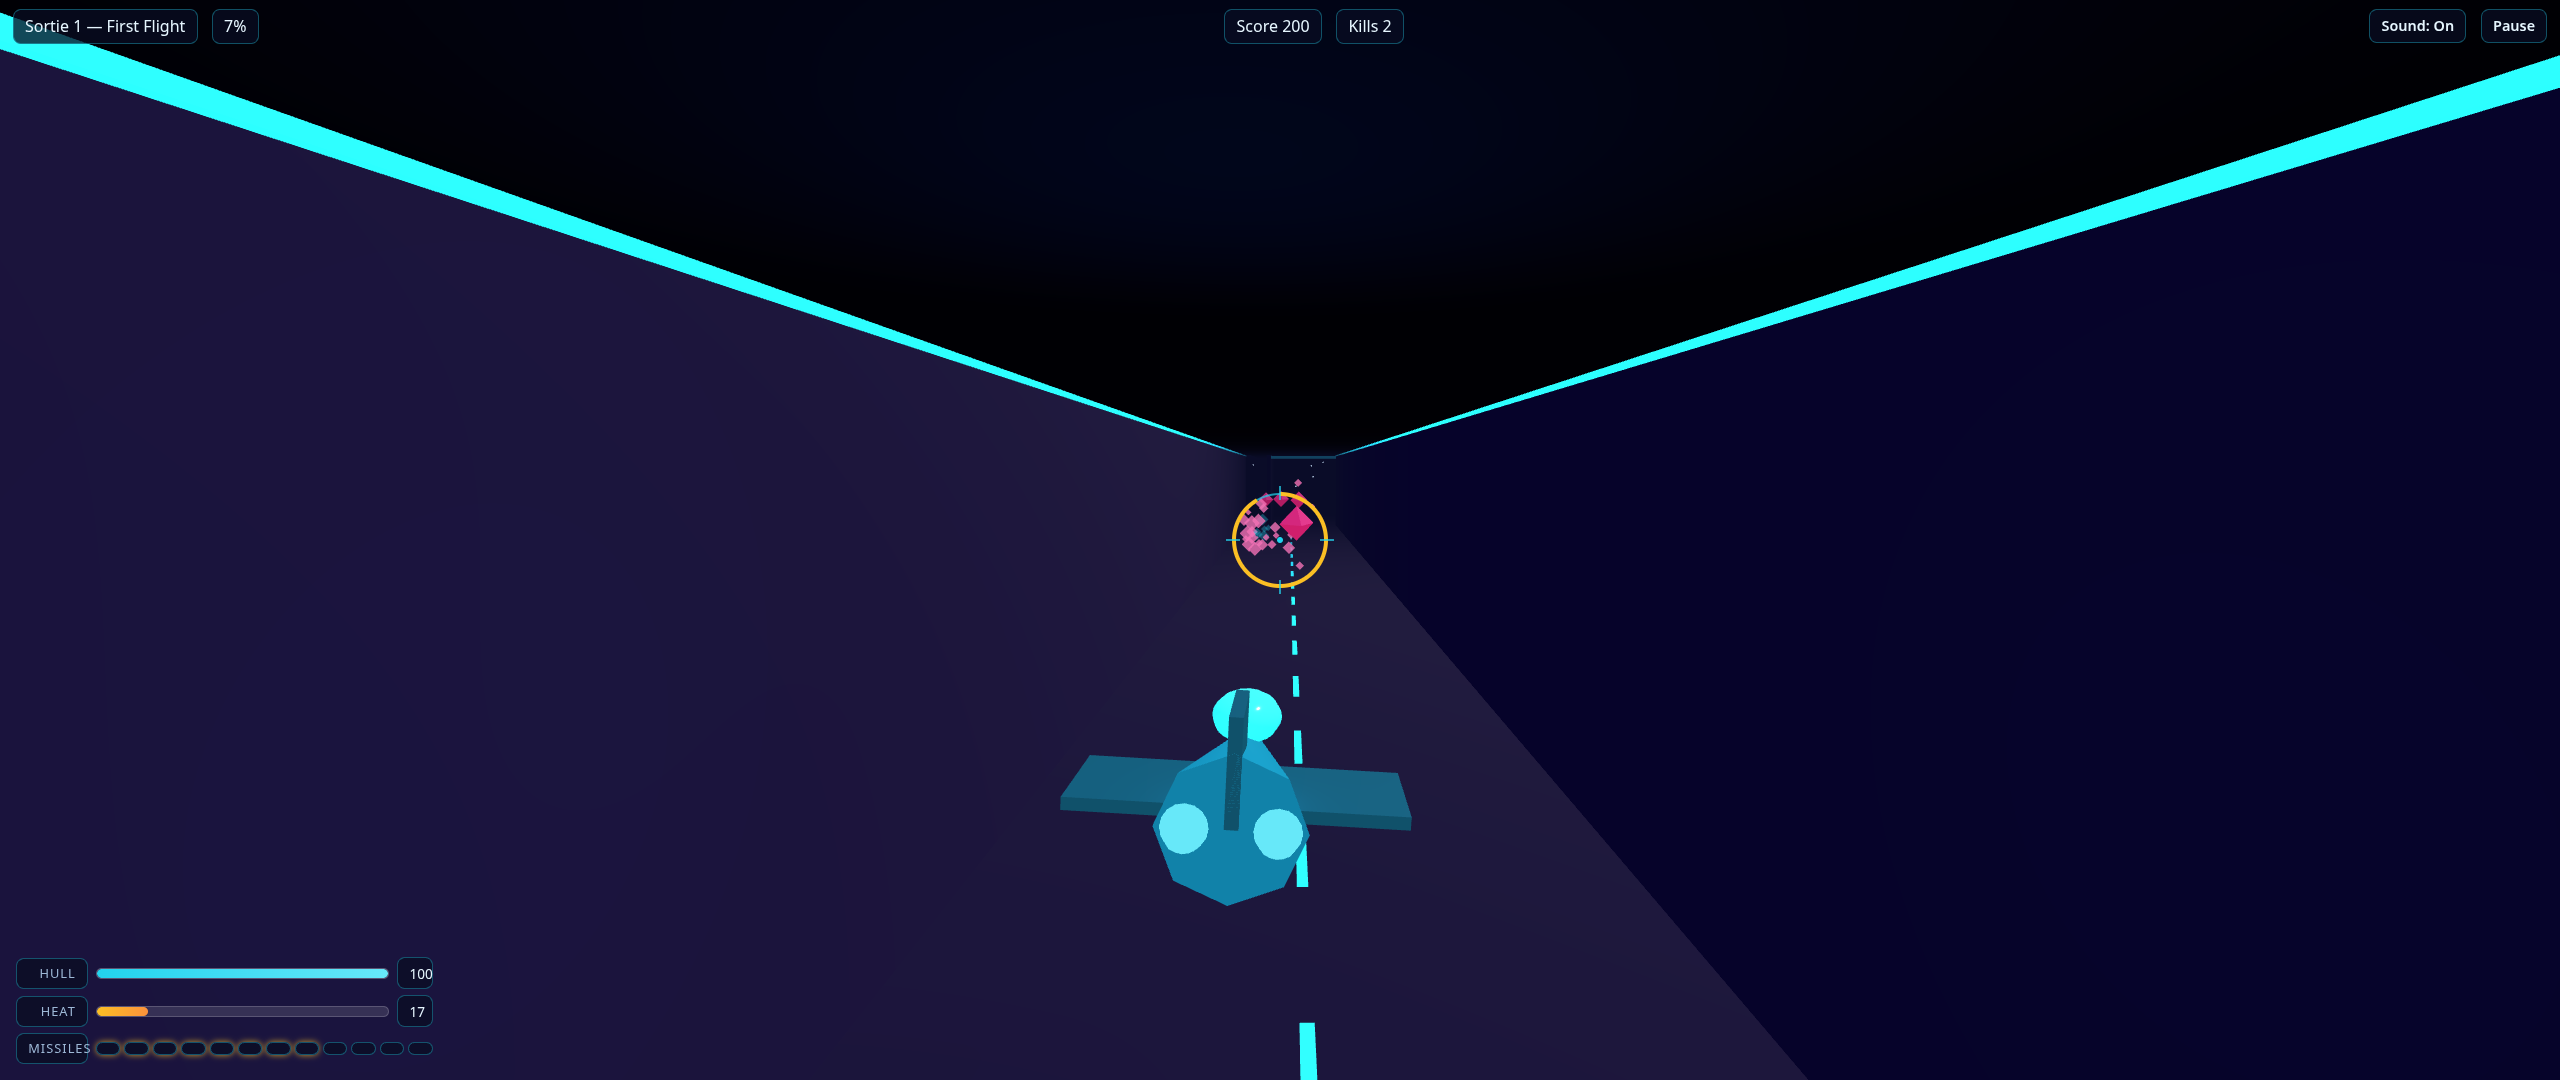 Sortie 1 — First Flight
7%
Score 200
Kills 2
Sound: On
Pause
HULL
100
HEAT
17
MISSILES